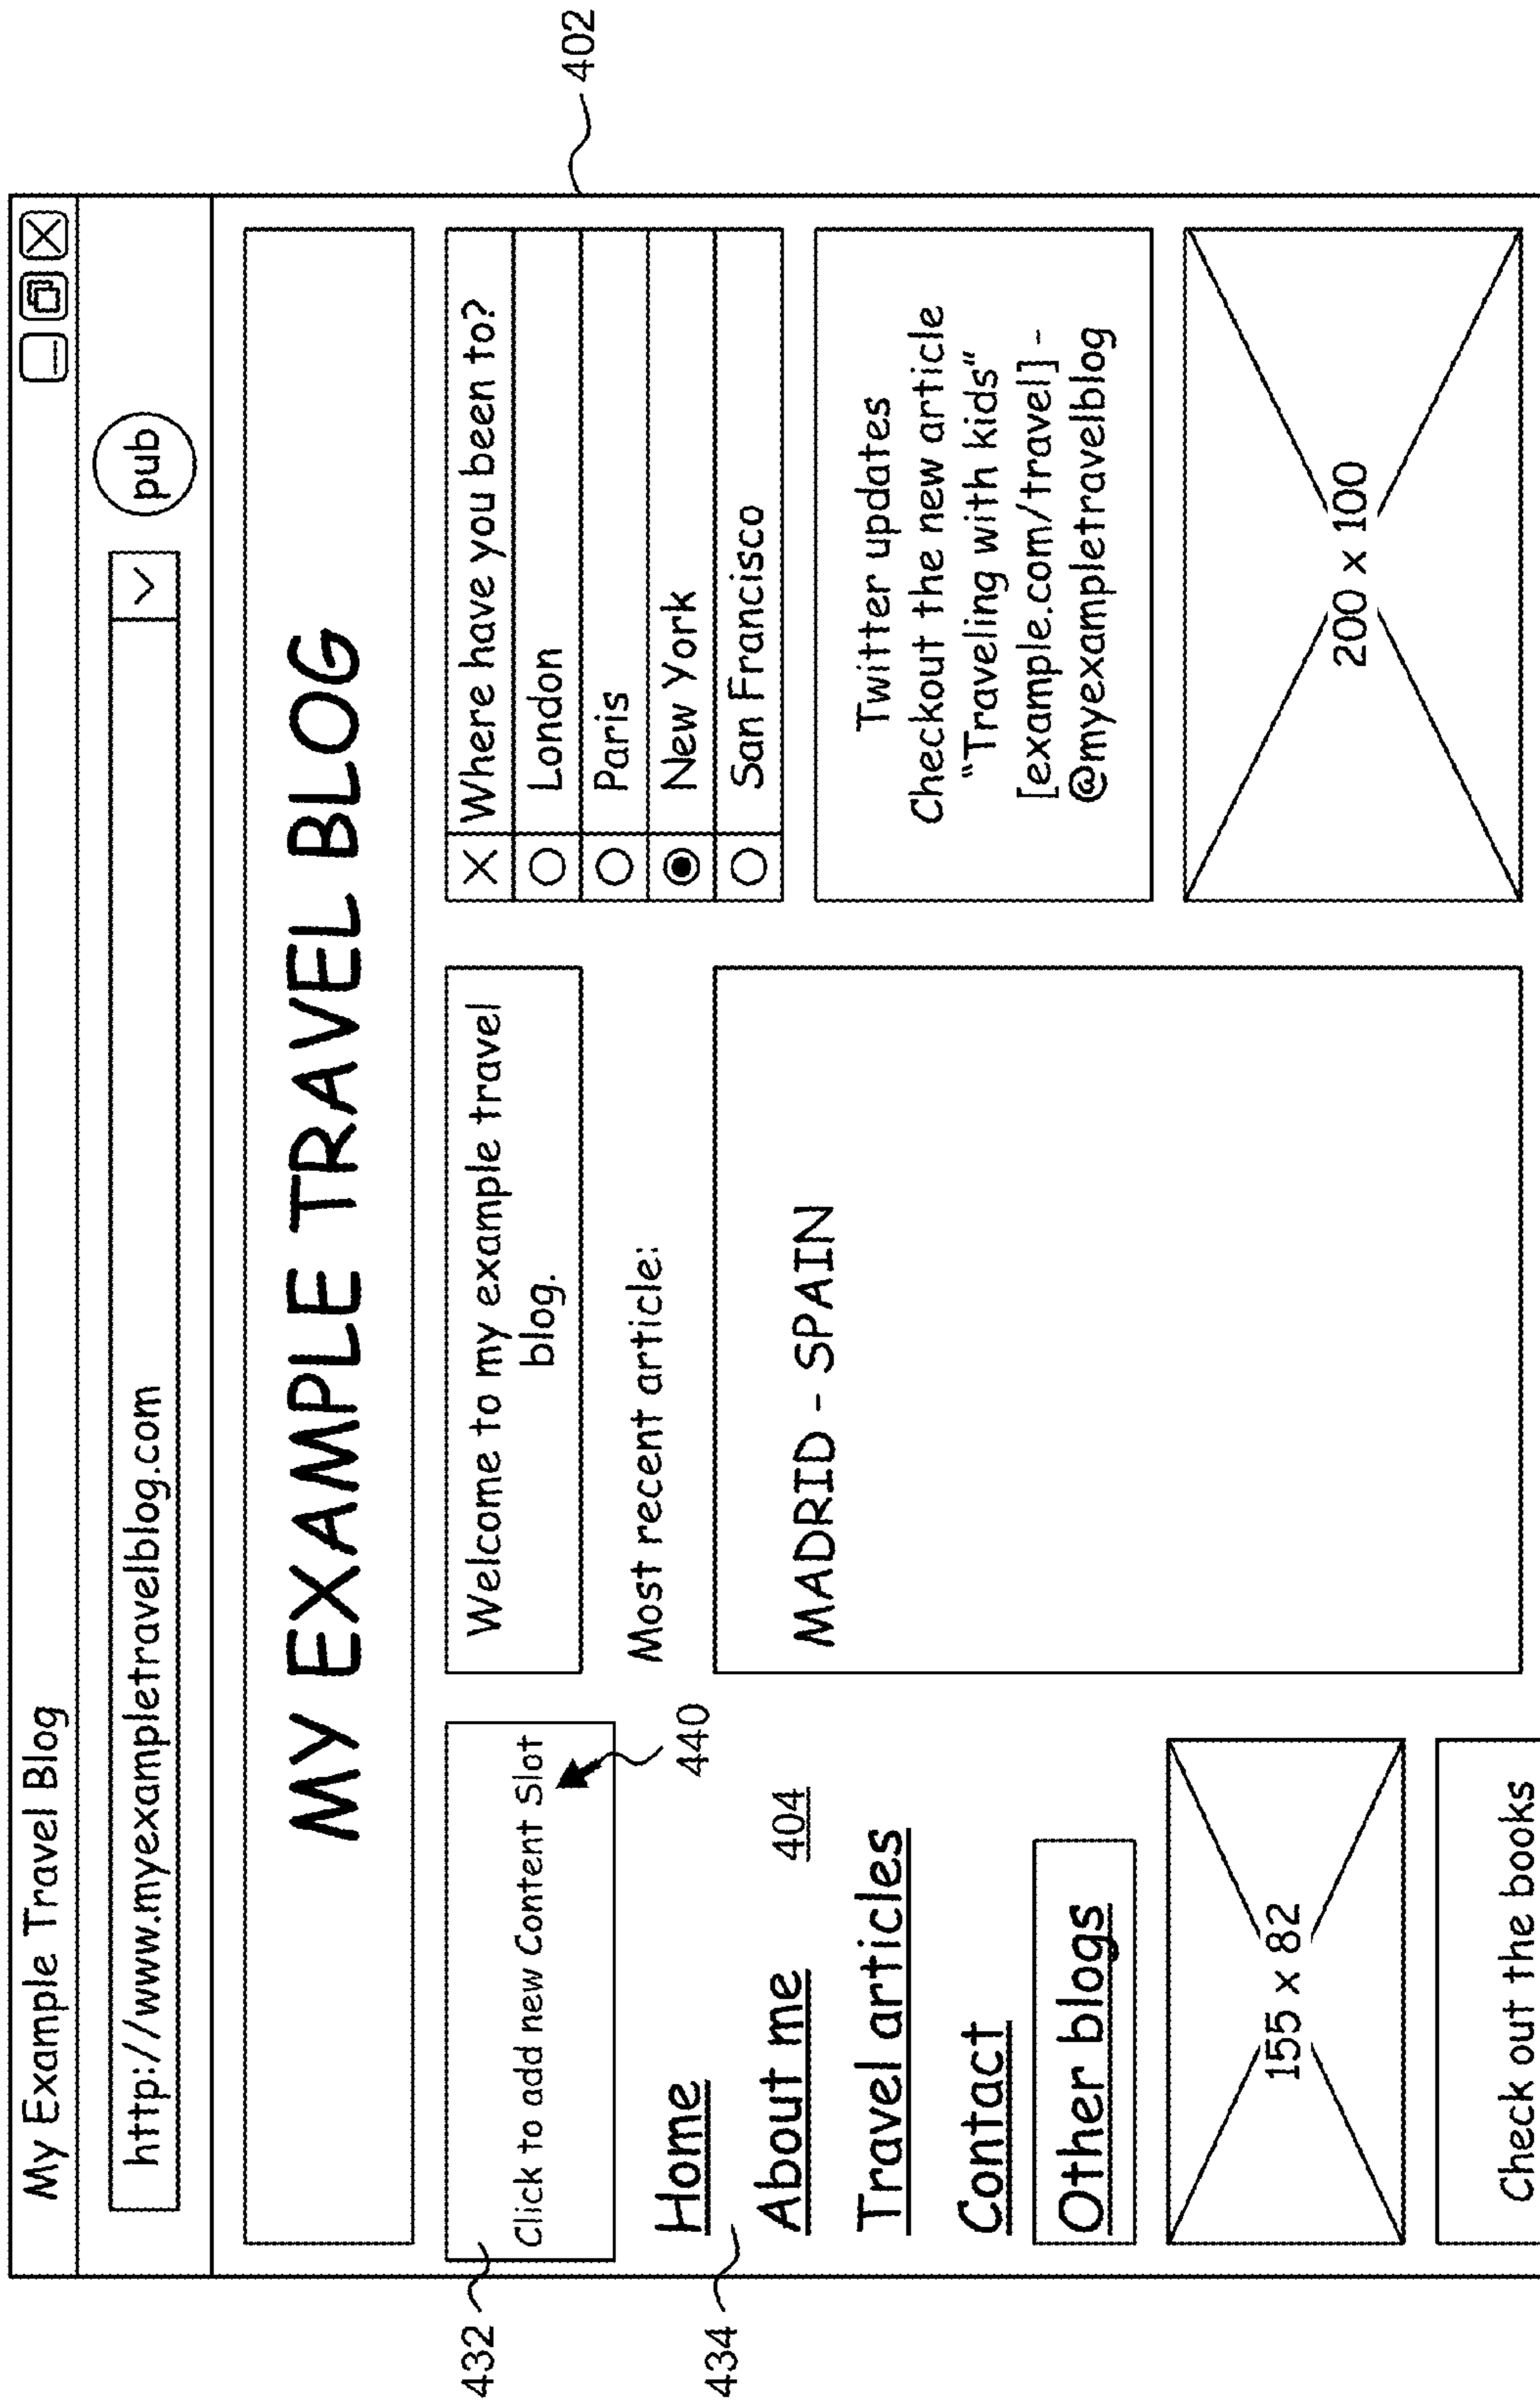 My Example Travel Blog
http://www.myexampletravelblog.com
pub
402
MY EXAMPLE TRAVEL BLOG
432
Click to add new Content Slot
440
434
Home
About me
404
Travel articles
Contact
Other blogs
155 x 82
Check out the books
Welcome to my example travel
blog.
Most recent article:
MADRID - SPAIN
X Where have you been to?
London
Paris
New York
San Francisco
Twitter updates
Checkout the new article
"Traveling with kids"
[example.com/travel] -
@myexampletravelblog
200 x 100